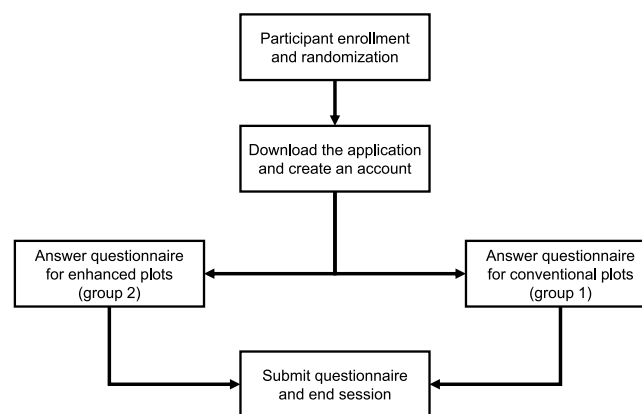 Participant enrollment
and randomization
Download the application
and create an account
Answer questionnaire
for enhanced plots
(group 2)
Answer questionnaire
for conventional plots
(group 1)
Submit questionnaire
and end session